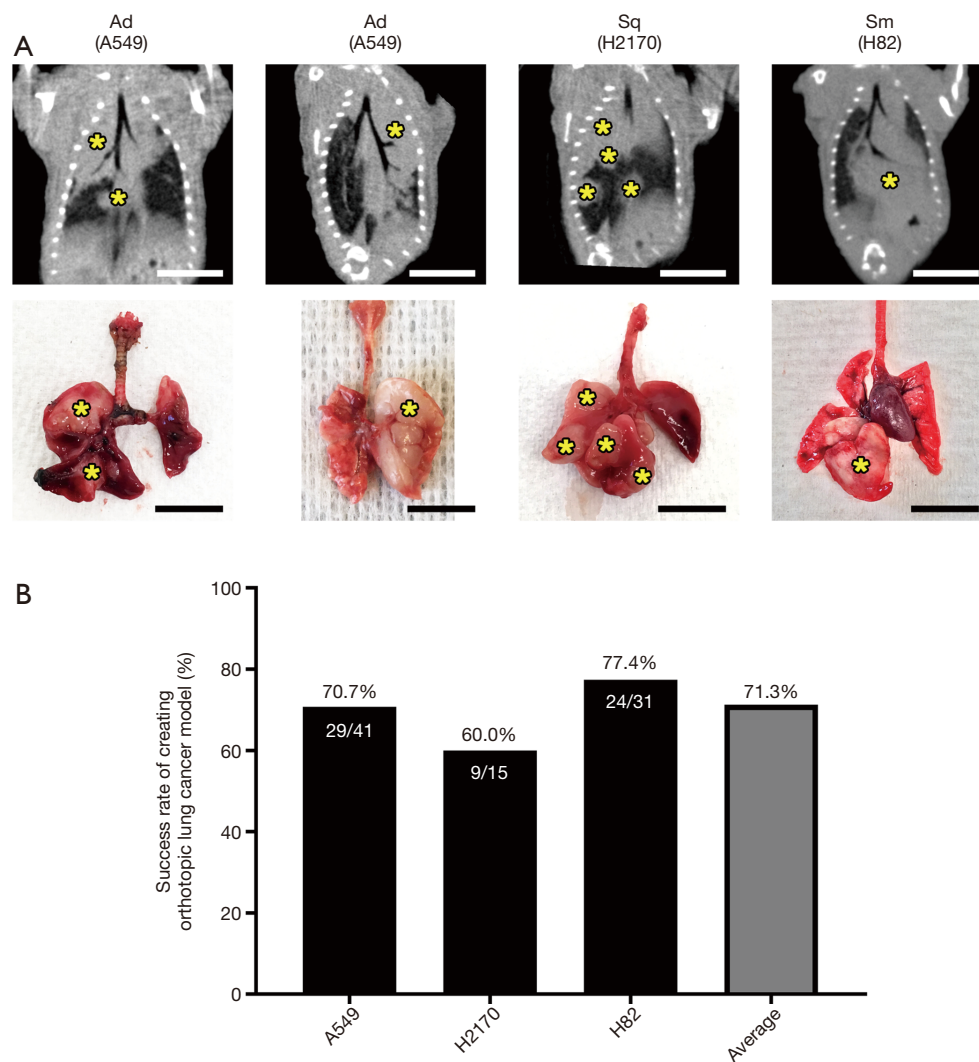 A
Ad
(A549)
Ad
(A549)
Sq
(H2170)
Sm
(H82)
B
Success rate of creating
orthotopic lung cancer model (%)
100
80
60
40
20
0
70.7%
29/41
60.0%
9/15
77.4%
24/31
71.3%
A549
H2170
H82
Average